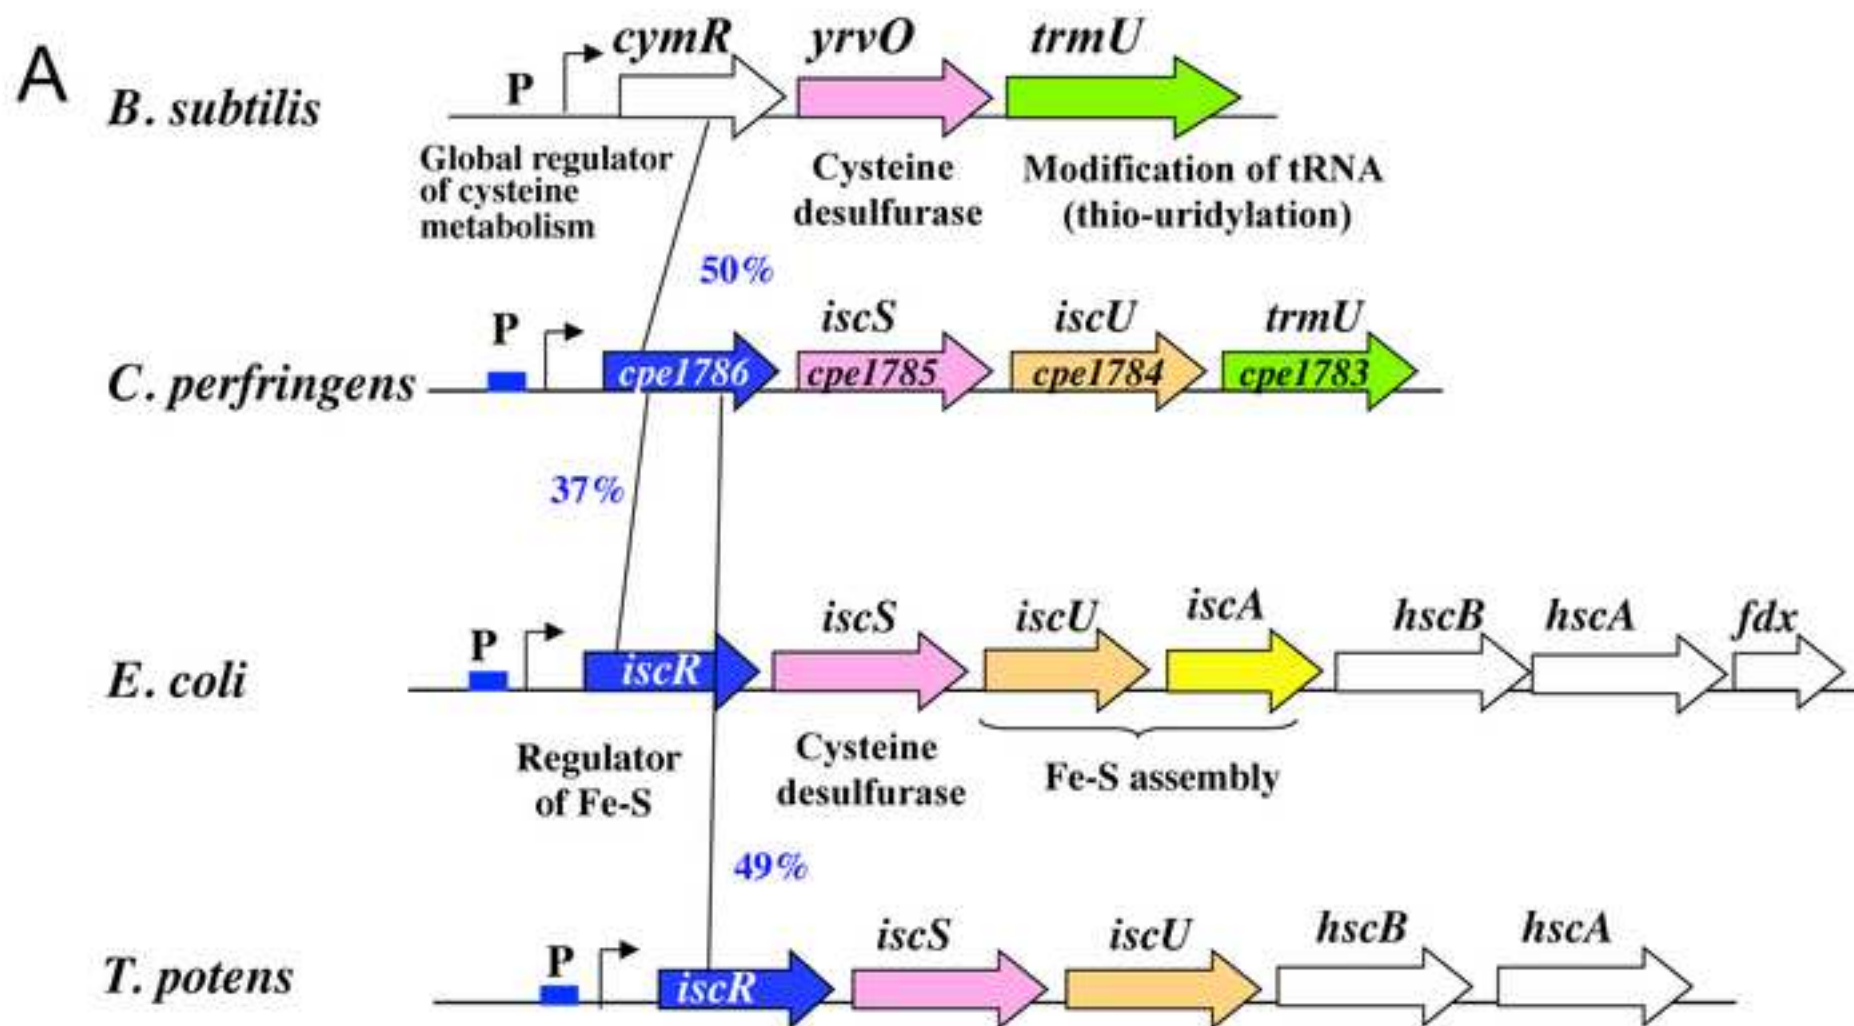 A
cymR yrvO trmU
B. subtilis P
Global regulator
of cysteine
metabolism
Cysteine
desulfurase
Modification of tRNA
(thio-uridylation)
50%
iscS iscU trmU
C. perfringens P cpe1786 cpe1785 cpe1784 cpe1783
37%
iscS iscU iscA hscB hscA fdx
E. coli P iscR
Regulator
of Fe-S
Cysteine
desulfurase
Fe-S assembly
49%
iscS iscU hscB hscA
T. potens P iscR